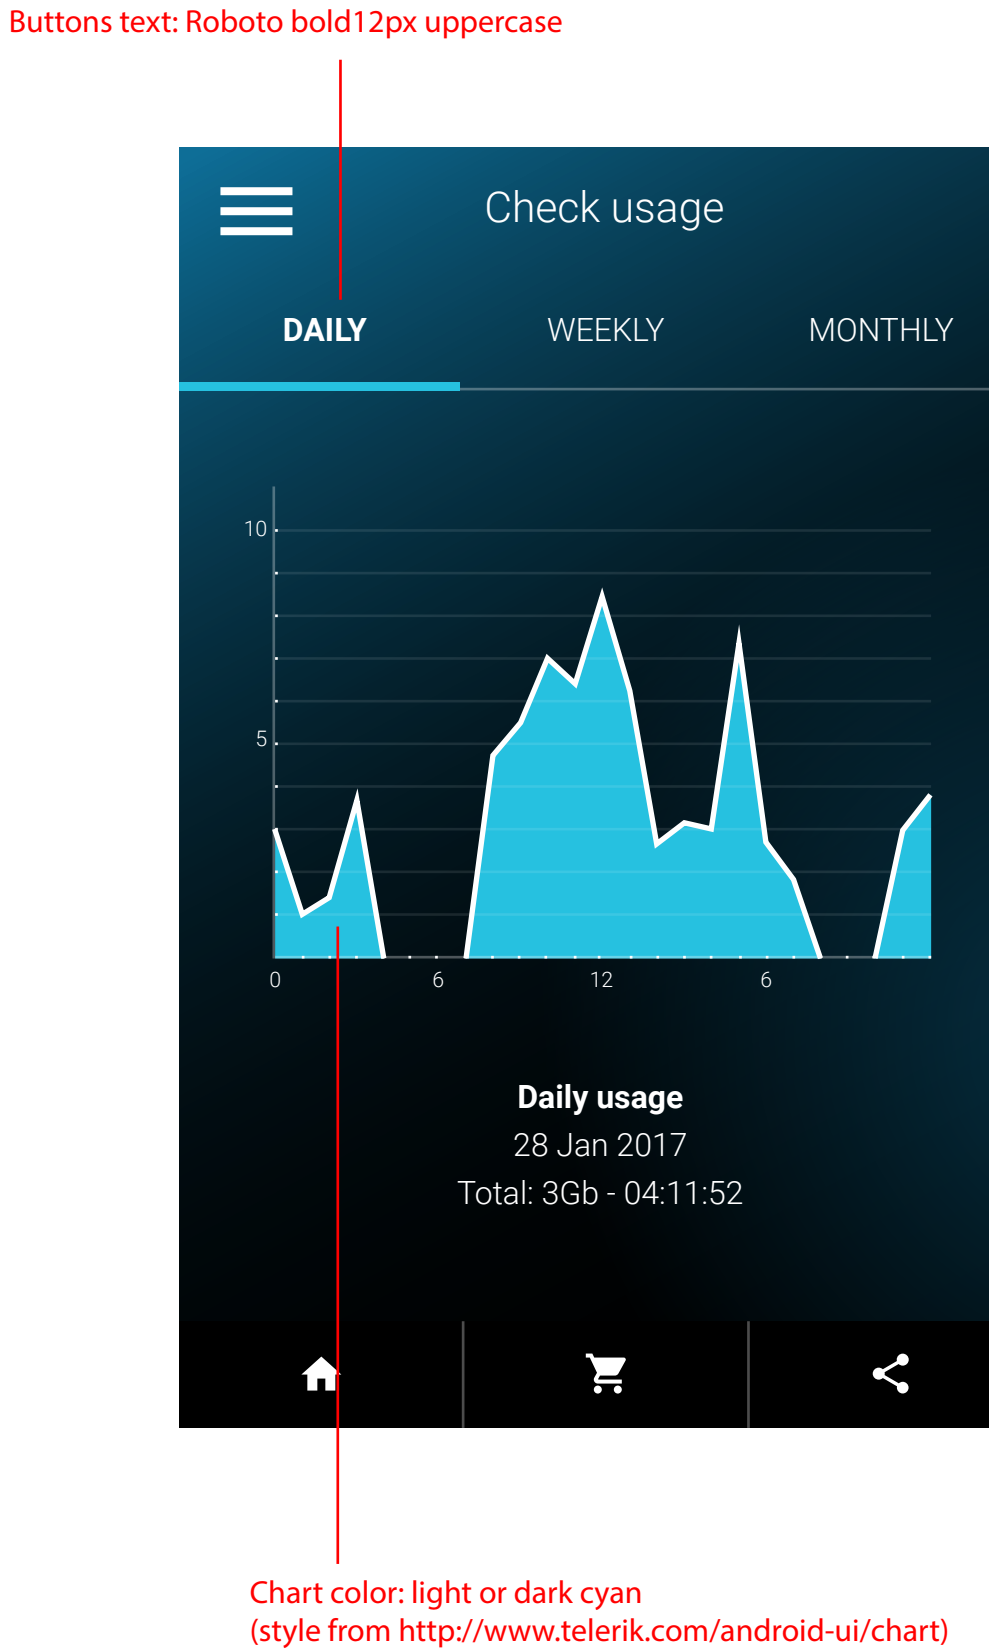 Buttons text: Roboto bold12px uppercase
Check usage
DAILY WEEKLY MONTHLY
10
5
0 6 12 6
Daily usage
28 Jan 2017
Total: 3Gb - 04:11:52
Chart color: light or dark cyan
(style from http://www.telerik.com/android-ui/chart)